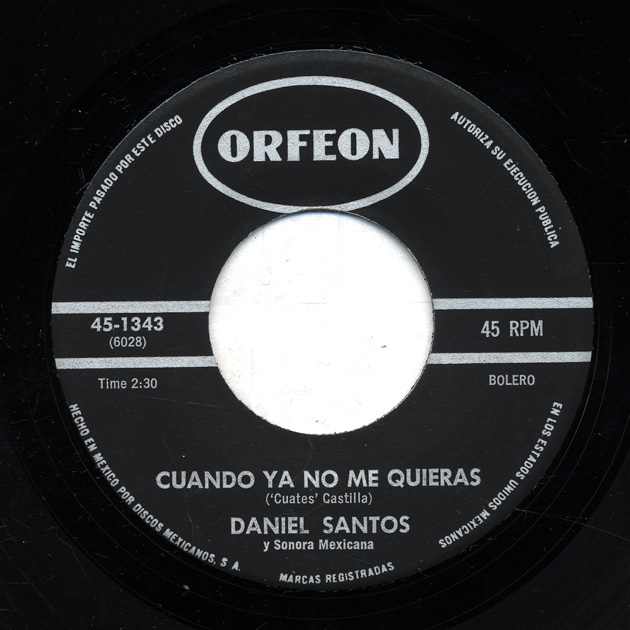 ORFEON
EL IMPORTE PAGADO POR ESTE DISCO
AUTORIZA SU EJECUCION PUBLICA
45-1343
(6028)
45 RPM
Time 2:30
BOLERO
CUANDO YA NO ME QUIERAS
('Cuates' Castilla)
DANIEL SANTOS
y Sonora Mexicana
HECHO EN MEXICO POR DISCOS MEXICANOS, S A.
MARCAS REGISTRADAS
EN LOS ESTADOS UNIDOS MEXICANOS